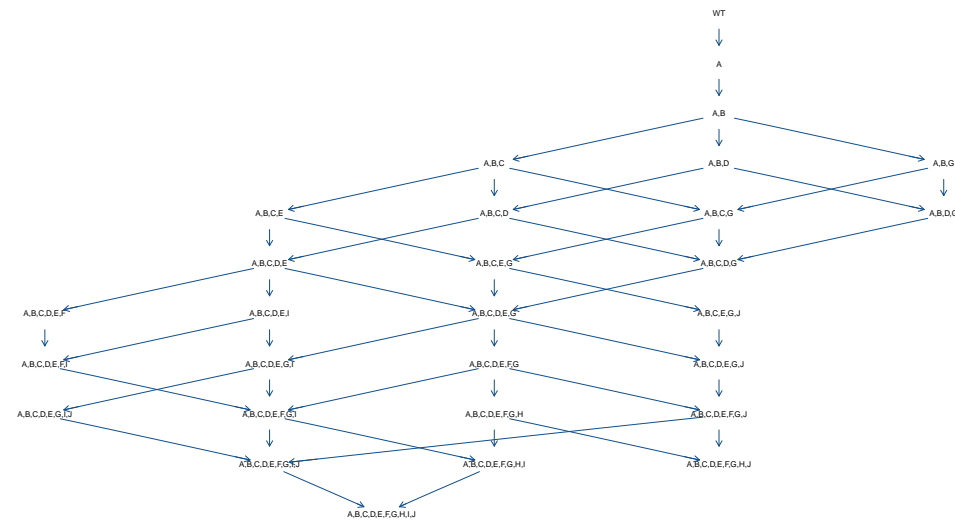 WT
A
A,B
A,B,C A,B,D A,B,G
A,B,C,E A,B,C,D A,B,C,G A,B,D,G
A,B,C,D,E A,B,C,E,G A,B,C,D,G
A,B,C,D,E,F A,B,C,D,E,I A,B,C,D,E,G A,B,C,E,G,J
A,B,C,D,E,F,I A,B,C,D,E,G,I A,B,C,D,E,F,G A,B,C,D,E,G,J
A,B,C,D,E,G,I,J A,B,C,D,E,F,G,I A,B,C,D,E,F,G,H A,B,C,D,E,F,G,J
A,B,C,D,E,F,G,I,J A,B,C,D,E,F,G,H,I A,B,C,D,E,F,G,H,J
A,B,C,D,E,F,G,H,I,J